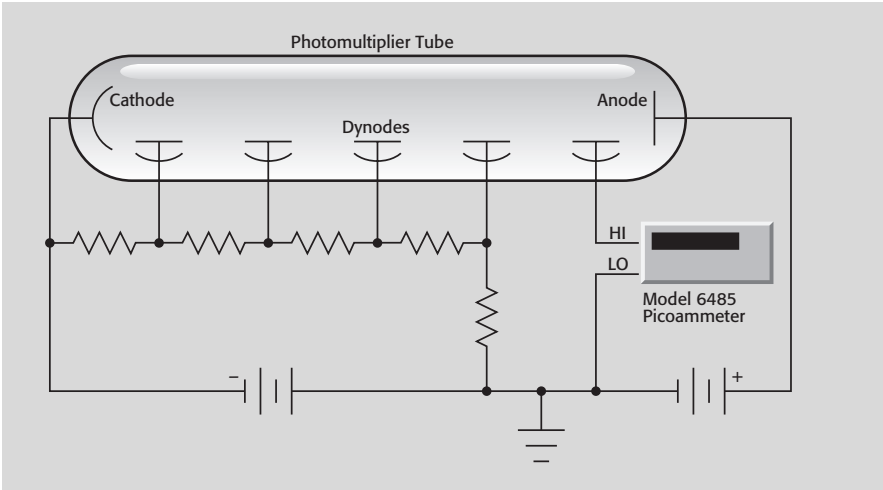 Photomultiplier Tube
Cathode
Anode
Dynodes
HI
LO
Model 6485
Picoammeter
–
+